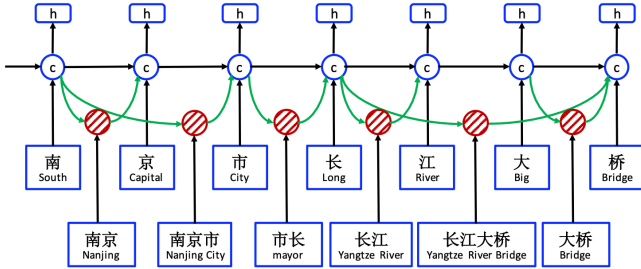 h h h h h h h
c c c c c c c
南 京 市 长 江 大 桥
South Capital City Long River Big Bridge
南京 南京市 市长 长江 长江大桥 大桥
Nanjing Nanjing City mayor Yangtze River Yangtze River Bridge Bridge